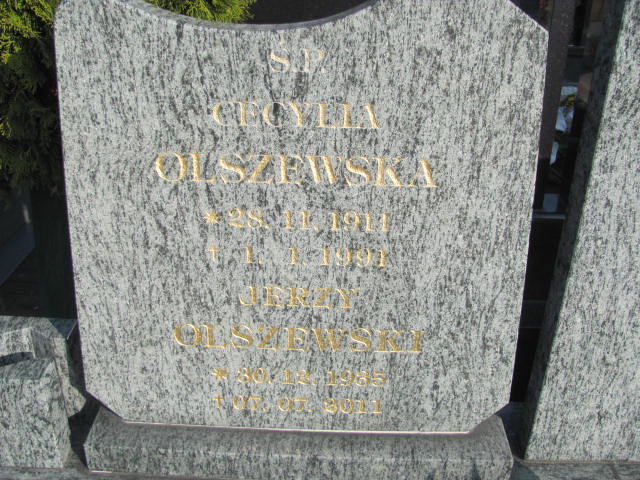 Ś.P.
CECYLIA
OLSZEWSKA
* 28. 11. 1911
† 1. 1. 1991
JERZY
OLSZEWSKI
* 30. 12. 1935
† 07. 07. 2011